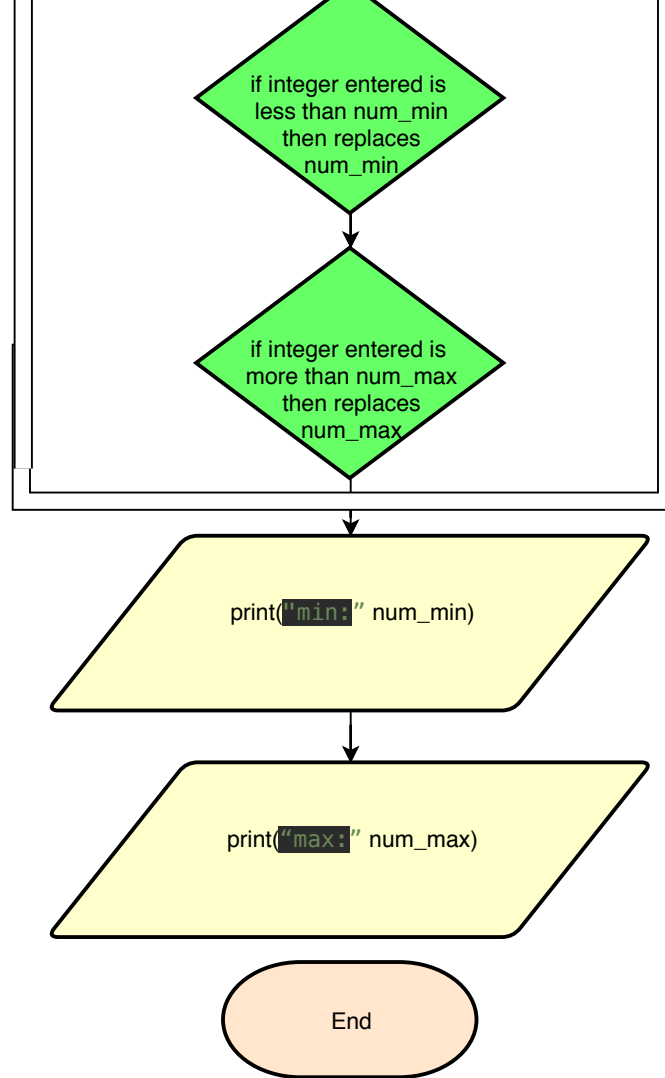 if integer entered is
less than num_min
then replaces
num_min
if integer entered is
more than num_max
then replaces
num_max
print("min:” num_min)
print(“max:” num_max)
End